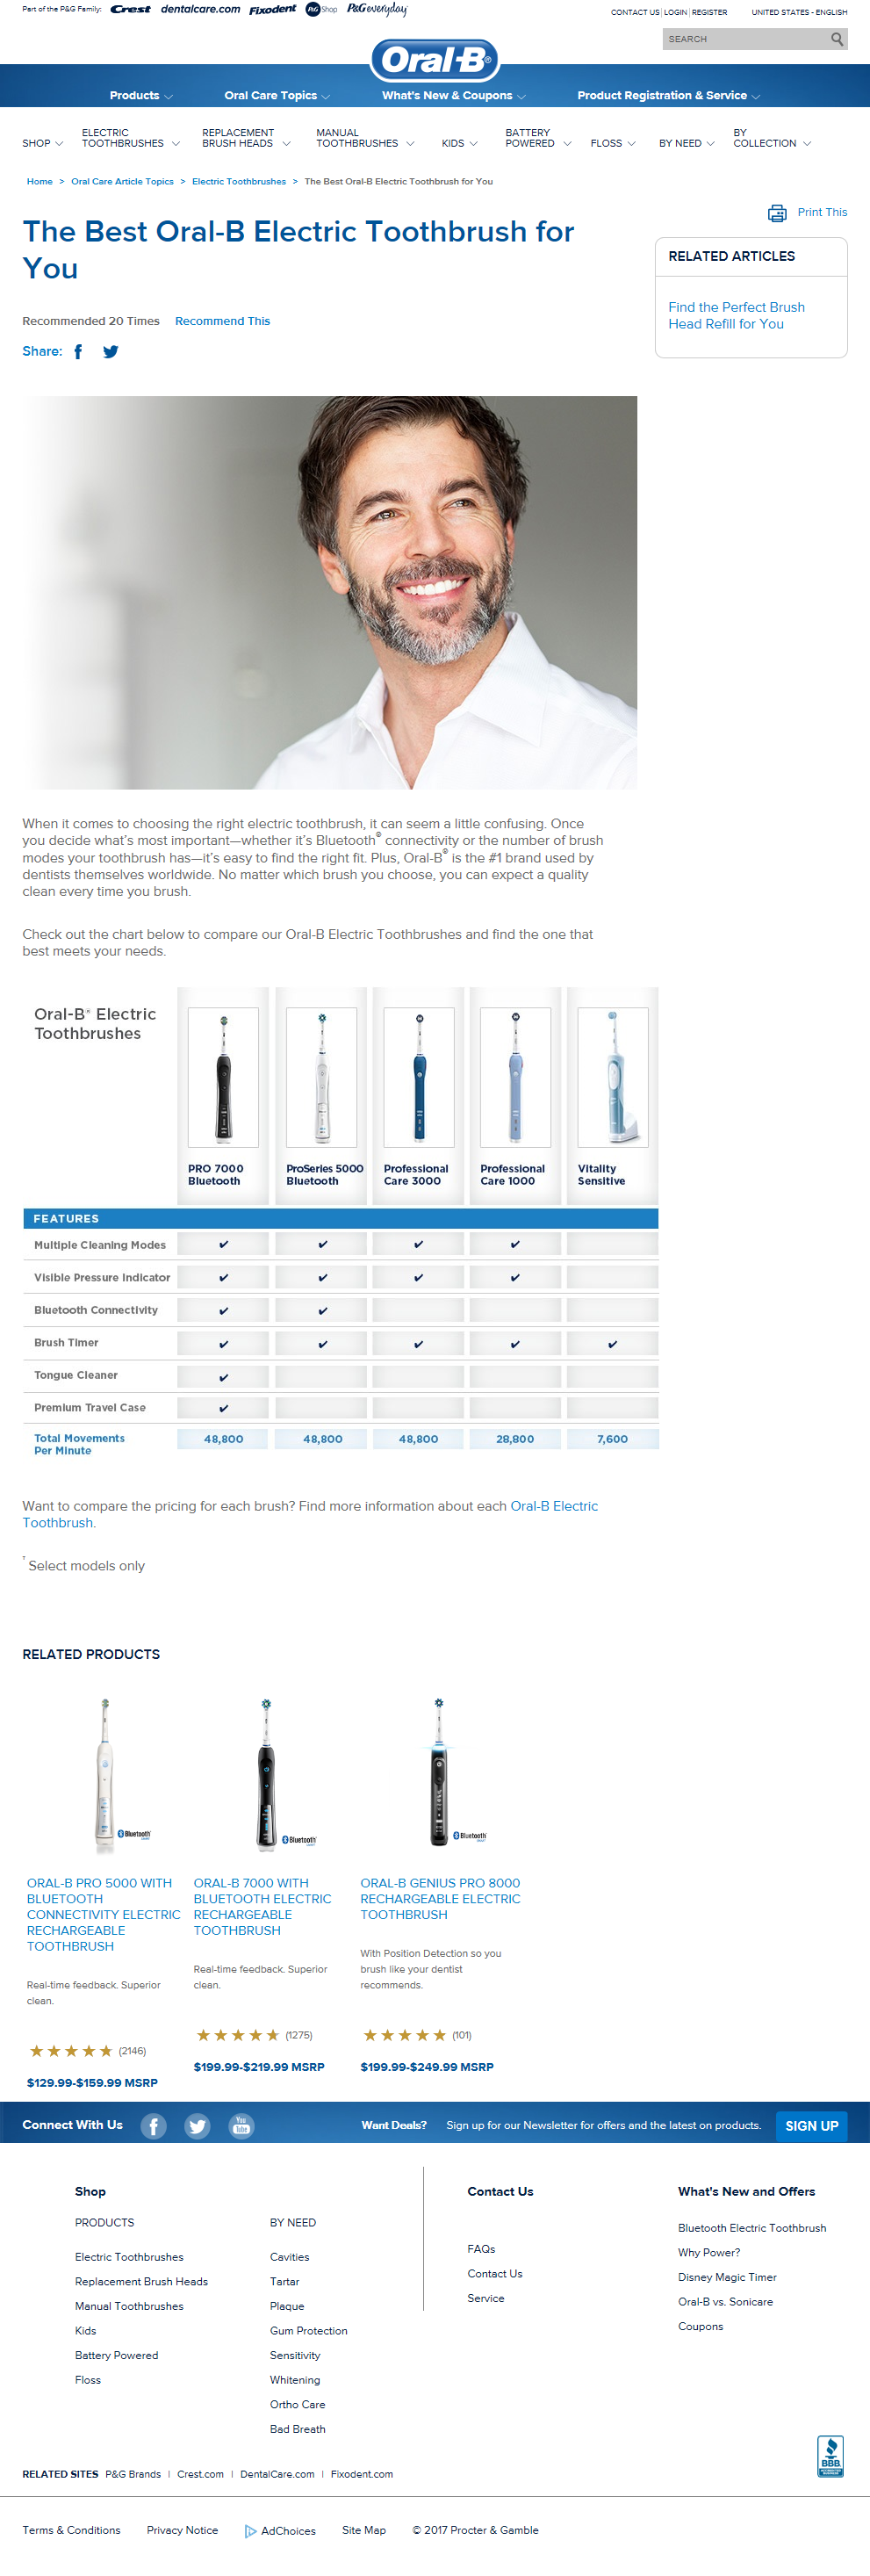 Part of the P&G Family: Crest dentalcare.com Fixodent P&G Shop P&G everyday
CONTACT US | LOGIN | REGISTER UNITED STATES - ENGLISH
SEARCH
Oral-B®
Products Oral Care Topics What's New & Coupons Product Registration & Service
SHOP ELECTRIC TOOTHBRUSHES REPLACEMENT BRUSH HEADS MANUAL TOOTHBRUSHES KIDS BATTERY POWERED FLOSS BY NEED BY COLLECTION
Home > Oral Care Article Topics > Electric Toothbrushes > The Best Oral-B Electric Toothbrush for You
Print This
The Best Oral-B Electric Toothbrush for
You
RELATED ARTICLES
Find the Perfect Brush
Head Refill for You
Recommended 20 Times Recommend This
Share:
When it comes to choosing the right electric toothbrush, it can seem a little confusing. Once
you decide what's most important—whether it's Bluetooth® connectivity or the number of brush
modes your toothbrush has—it's easy to find the right fit. Plus, Oral-B® is the #1 brand used by
dentists themselves worldwide. No matter which brush you choose, you can expect a quality
clean every time you brush.
Check out the chart below to compare our Oral-B Electric Toothbrushes and find the one that
best meets your needs.
Oral-B® Electric
Toothbrushes
PRO 7000
Bluetooth
ProSeries 5000
Bluetooth
Professional
Care 3000
Professional
Care 1000
Vitality
Sensitive
FEATURES
Multiple Cleaning Modes ✔ ✔ ✔ ✔
Visible Pressure Indicator ✔ ✔ ✔ ✔
Bluetooth Connectivity ✔ ✔
Brush Timer ✔ ✔ ✔ ✔ ✔
Tongue Cleaner ✔
Premium Travel Case ✔
Total Movements
Per Minute
48,800 48,800 48,800 28,800 7,600
Want to compare the pricing for each brush? Find more information about each Oral-B Electric
Toothbrush.
Select models only
RELATED PRODUCTS
Bluetooth
Bluetooth
Bluetooth
ORAL-B PRO 5000 WITH
BLUETOOTH
CONNECTIVITY ELECTRIC
RECHARGEABLE
TOOTHBRUSH
Real-time feedback. Superior
clean.
★★★★★ (2146)
$129.99-$159.99 MSRP
ORAL-B 7000 WITH
BLUETOOTH ELECTRIC
RECHARGEABLE
TOOTHBRUSH
Real-time feedback. Superior
clean.
★★★★★ (1275)
$199.99-$219.99 MSRP
ORAL-B GENIUS PRO 8000
RECHARGEABLE ELECTRIC
TOOTHBRUSH
With Position Detection so you
brush like your dentist
recommends.
★★★★★ (101)
$199.99-$249.99 MSRP
Connect With Us You Tube Want Deals? Sign up for our Newsletter for offers and the latest on products. SIGN UP
Shop
PRODUCTS
Electric Toothbrushes
Replacement Brush Heads
Manual Toothbrushes
Kids
Battery Powered
Floss
BY NEED
Cavities
Tartar
Plaque
Gum Protection
Sensitivity
Whitening
Ortho Care
Bad Breath
Contact Us
FAQs
Contact Us
Service
What's New and Offers
Bluetooth Electric Toothbrush
Why Power?
Disney Magic Timer
Oral-B vs. Sonicare
Coupons
BBB
RELATED SITES P&G Brands | Crest.com | DentalCare.com | Fixodent.com
Terms & Conditions Privacy Notice AdChoices Site Map © 2017 Procter & Gamble